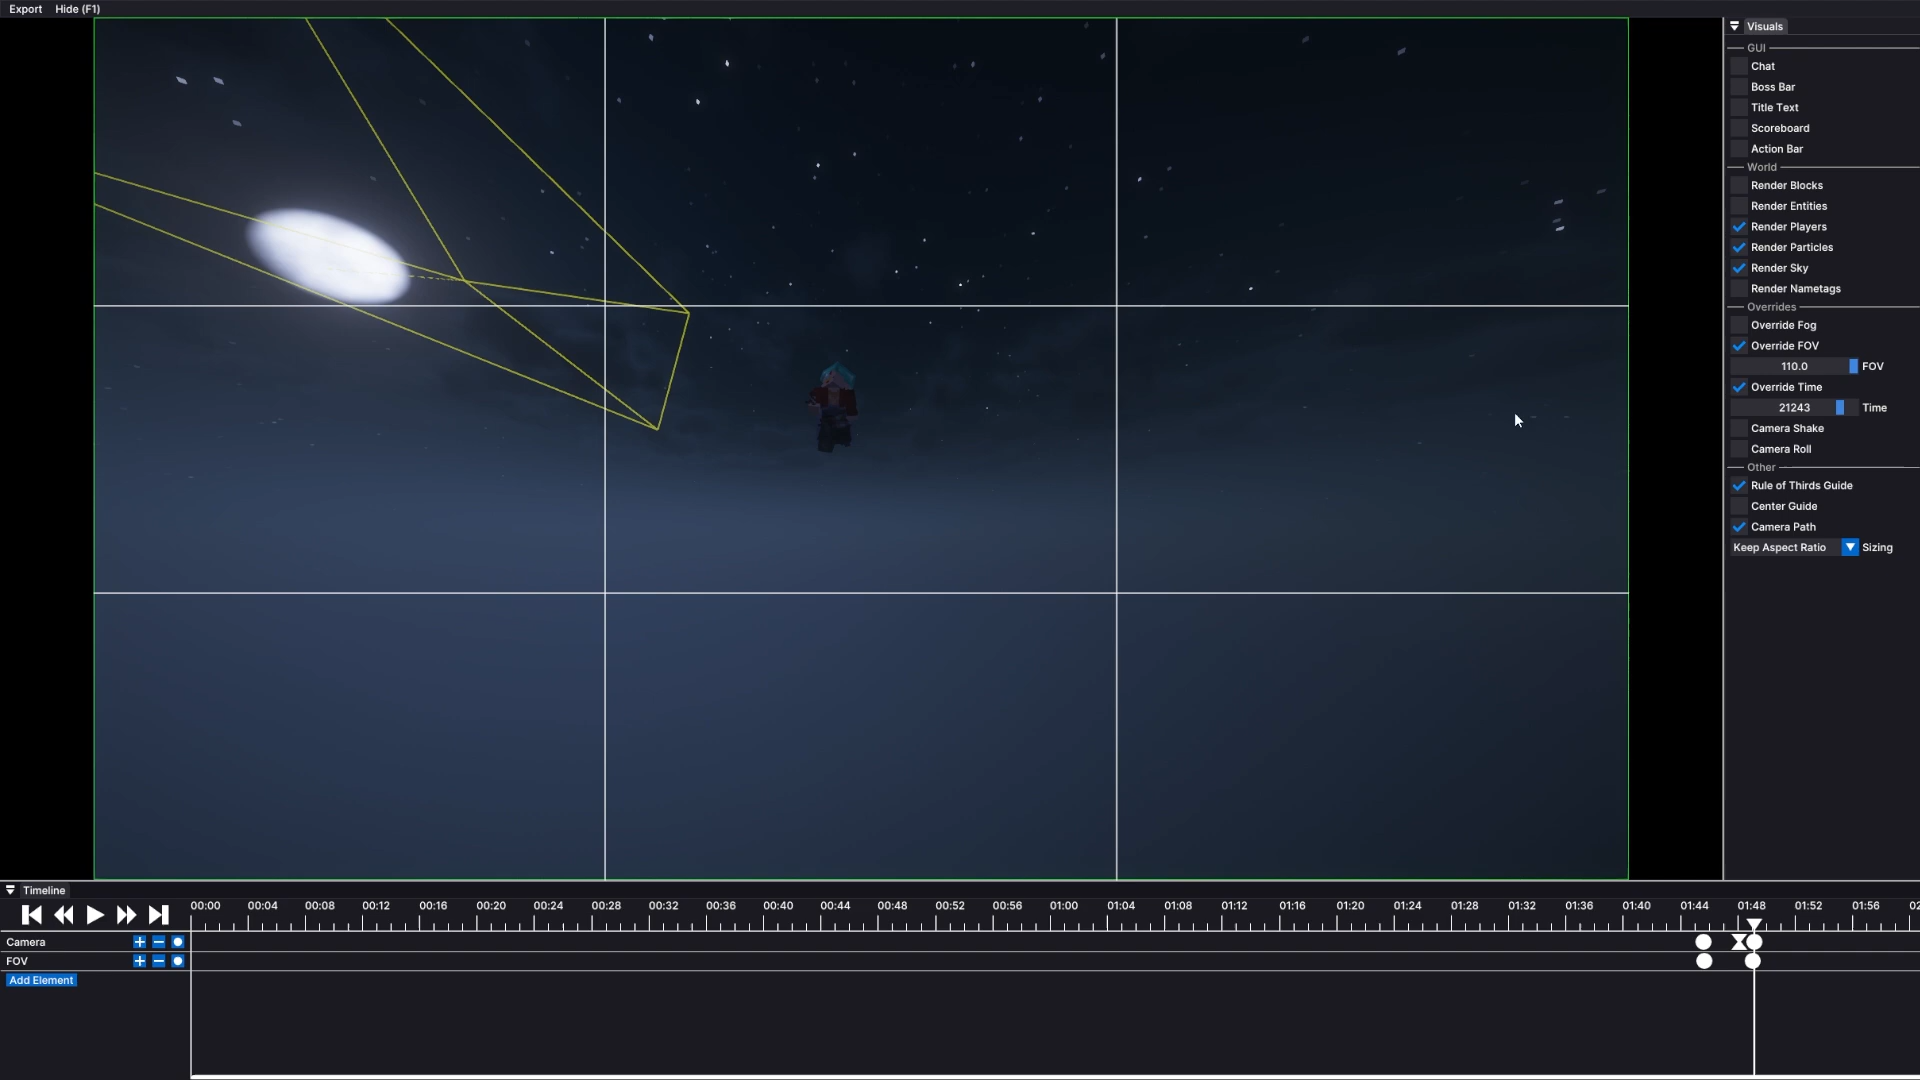 Export Hide (F1)
Visuals
GUI
Chat
Boss Bar
Title Text
Scoreboard
Action Bar
World
Render Blocks
Render Entities
Render Players
Render Particles
Render Sky
Render Nametags
Overrides
Override Fog
Override FOV
110.0 FOV
Override Time
21243 Time
Camera Shake
Camera Roll
Other
Rule of Thirds Guide
Center Guide
Camera Path
Keep Aspect Ratio Sizing
Timeline
00:00 00:04 00:08 00:12 00:16 00:20 00:24 00:28 00:32 00:36 00:40 00:44 00:48 00:52 00:56 01:00 01:04 01:08 01:12 01:16 01:20 01:24 01:28 01:32 01:36 01:40 01:44 01:48 01:52 01:56
Camera
FOV
Add Element